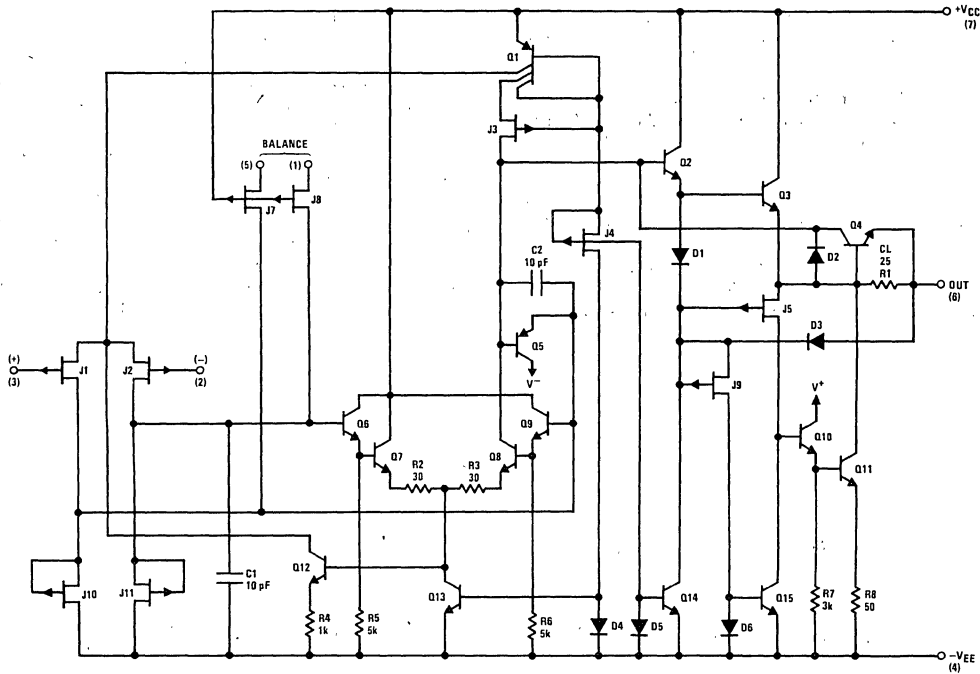 +VCC
(7)
Q1
J3
BALANCE
(5) (1)
J7 J8
Q2
Q3
J4
Q4
C2
10 pF
D1
D2
CL
25
R1
OUT
(6)
J5
D3
Q5
V−
J9
(+)
(3)
J1 J2
(−)
(2)
V+
Q6
Q9
Q10
Q7 Q8
Q11
R2
30
R3
30
Q12
C1
10 pF
J10 J11
Q13
Q14
Q15
R4
1k
R5
5k
R6
5k
D4
D5
D6
R7
3k
R8
50
−VEE
(4)